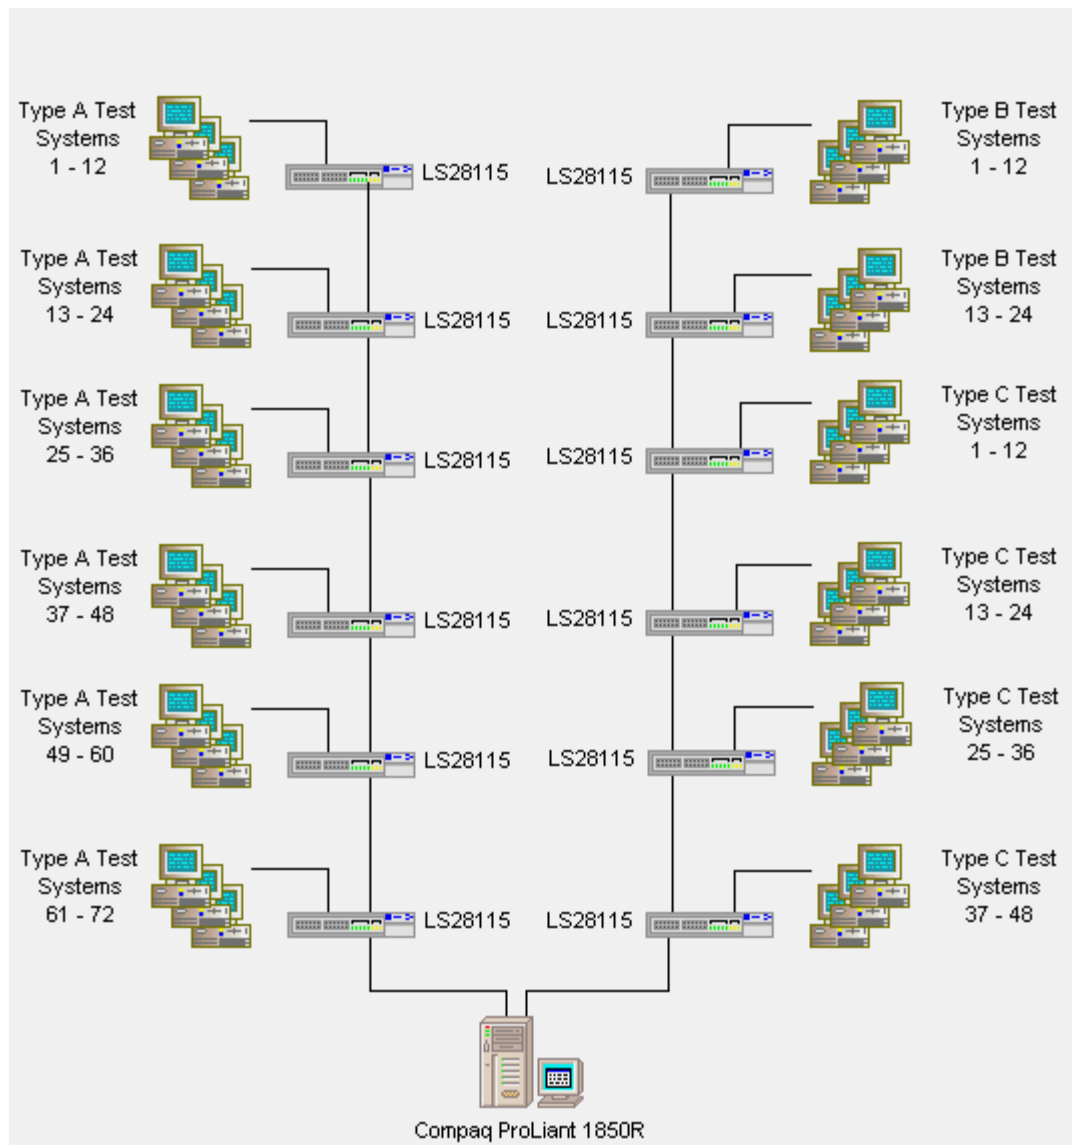 Type A Test
Systems
1 - 12
LS28115
LS28115
Type B Test
Systems
1 - 12
Type A Test
Systems
13 - 24
LS28115
LS28115
Type B Test
Systems
13 - 24
Type A Test
Systems
25 - 36
LS28115
LS28115
Type C Test
Systems
1 - 12
Type A Test
Systems
37 - 48
LS28115
LS28115
Type C Test
Systems
13 - 24
Type A Test
Systems
49 - 60
LS28115
LS28115
Type C Test
Systems
25 - 36
Type A Test
Systems
61 - 72
LS28115
LS28115
Type C Test
Systems
37 - 48
Compaq ProLiant 1850R